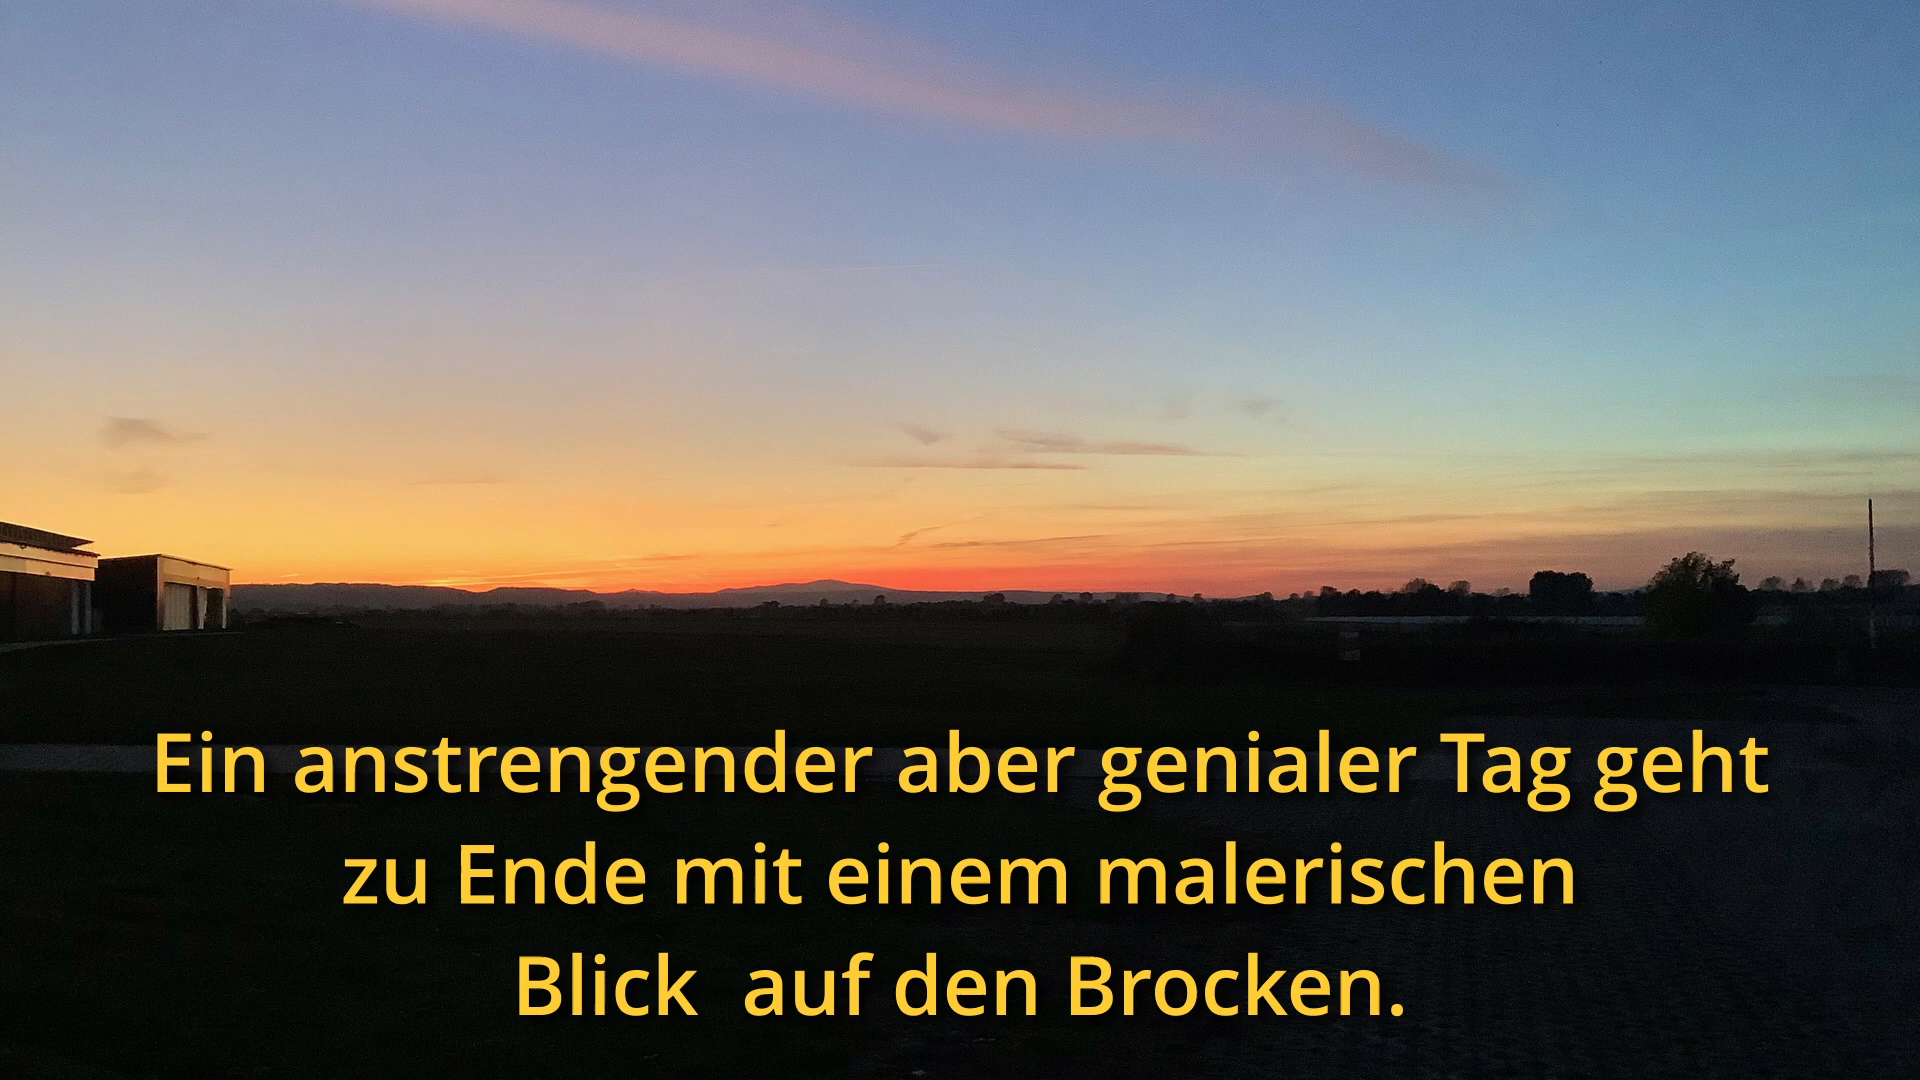 Ein anstrengender aber genialer Tag geht
zu Ende mit einem malerischen
Blick  auf den Brocken.